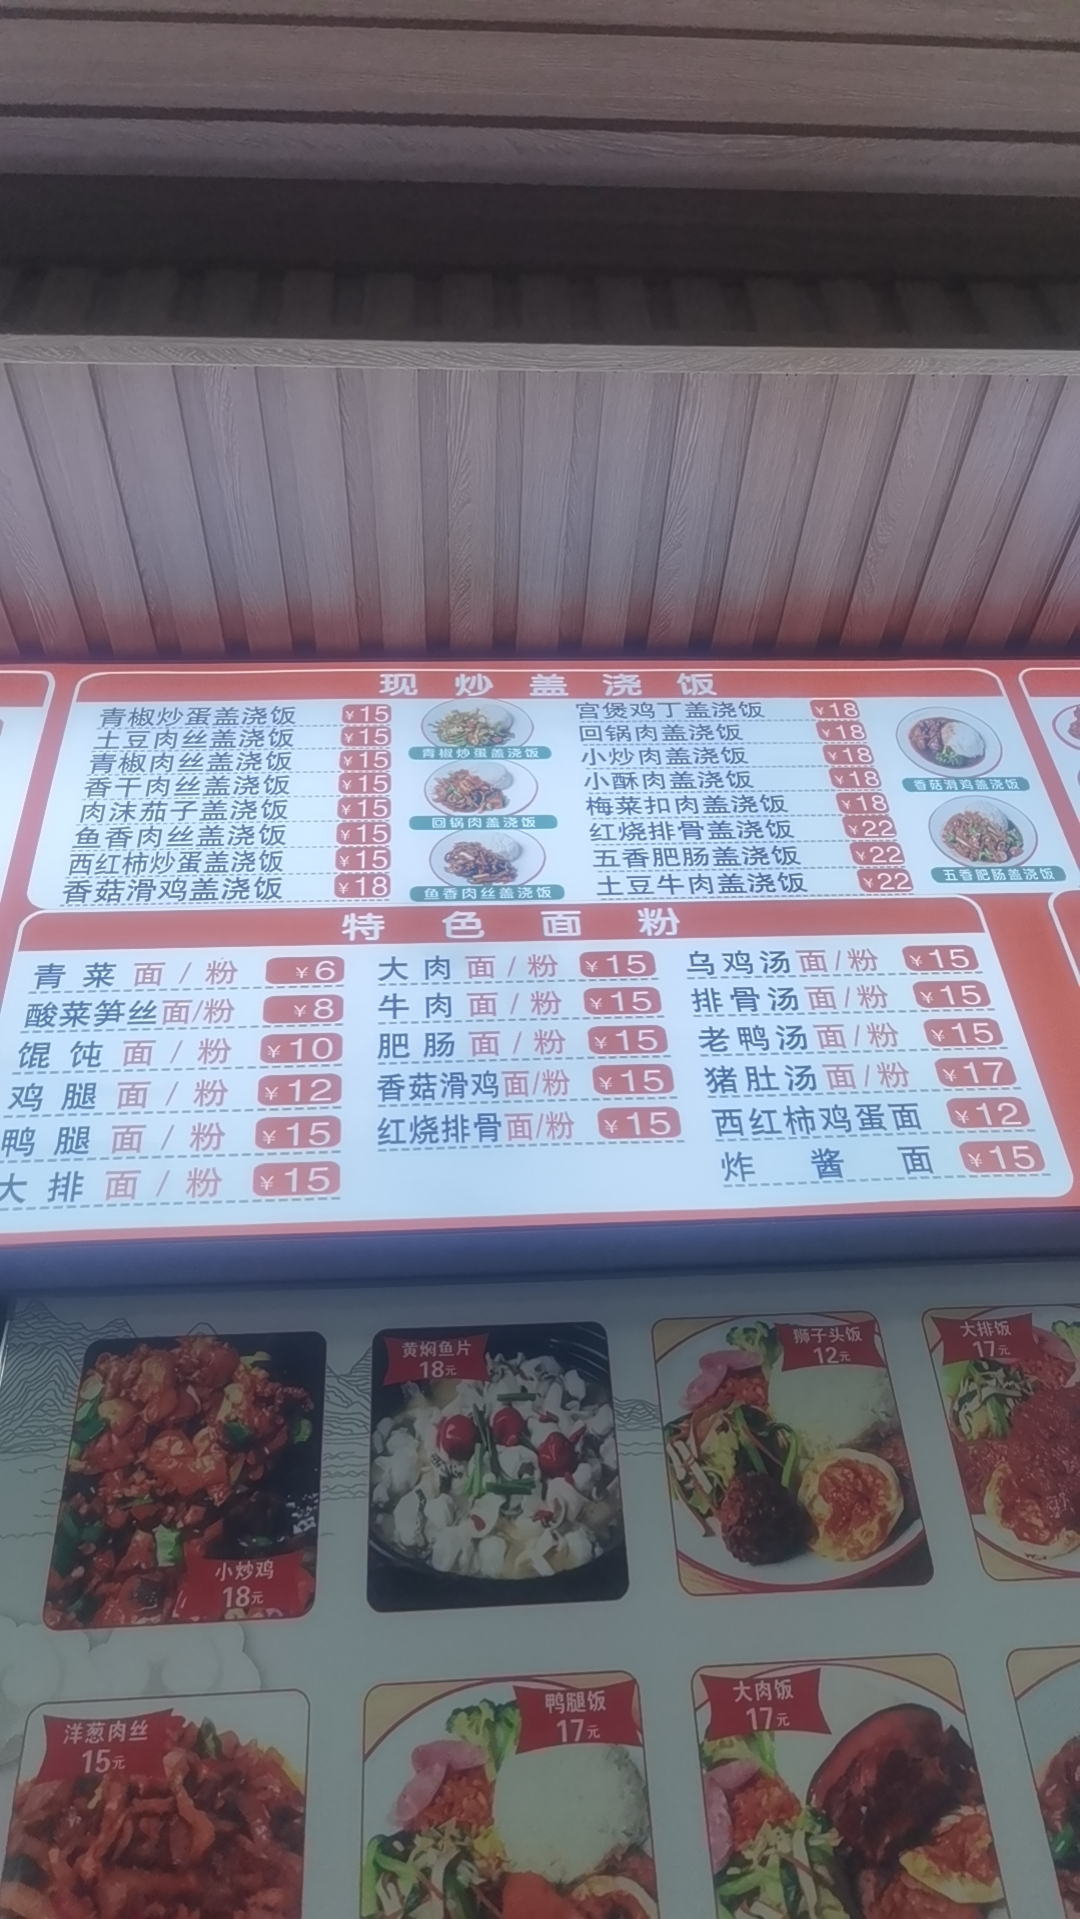 现炒盖浇饭
青椒炒蛋盖浇饭 ¥15
土豆肉丝盖浇饭 ¥15
青椒肉丝盖浇饭 ¥15
香干肉丝盖浇饭 ¥15
肉沫茄子盖浇饭 ¥15
鱼香肉丝盖浇饭 ¥15
西红柿炒蛋盖浇饭 ¥15
香菇滑鸡盖浇饭 ¥18
青椒炒蛋盖浇饭
回锅肉盖浇饭
鱼香肉丝盖浇饭
宫煲鸡丁盖浇饭 ¥18
回锅肉盖浇饭 ¥18
小炒肉盖浇饭 ¥18
小酥肉盖浇饭 ¥18
梅菜扣肉盖浇饭 ¥18
红烧排骨盖浇饭 ¥22
五香肥肠盖浇饭 ¥22
土豆牛肉盖浇饭 ¥22
香菇滑鸡盖浇饭
五香肥肠盖浇饭
特色面粉
青菜面/粉 ¥6
酸菜笋丝面/粉 ¥8
馄饨面/粉 ¥10
鸡腿面/粉 ¥12
鸭腿面/粉 ¥15
大排面/粉 ¥15
大肉面/粉 ¥15
牛肉面/粉 ¥15
肥肠面/粉 ¥15
香菇滑鸡面/粉 ¥15
红烧排骨面/粉 ¥15
乌鸡汤面/粉 ¥15
排骨汤面/粉 ¥15
老鸭汤面/粉 ¥15
猪肚汤面/粉 ¥17
西红柿鸡蛋面 ¥12
炸酱面 ¥15
小炒鸡
18元
黄焖鱼片
18元
狮子头饭
12元
大排饭
17元
洋葱肉丝
15元
鸭腿饭
17元
大肉饭
17元